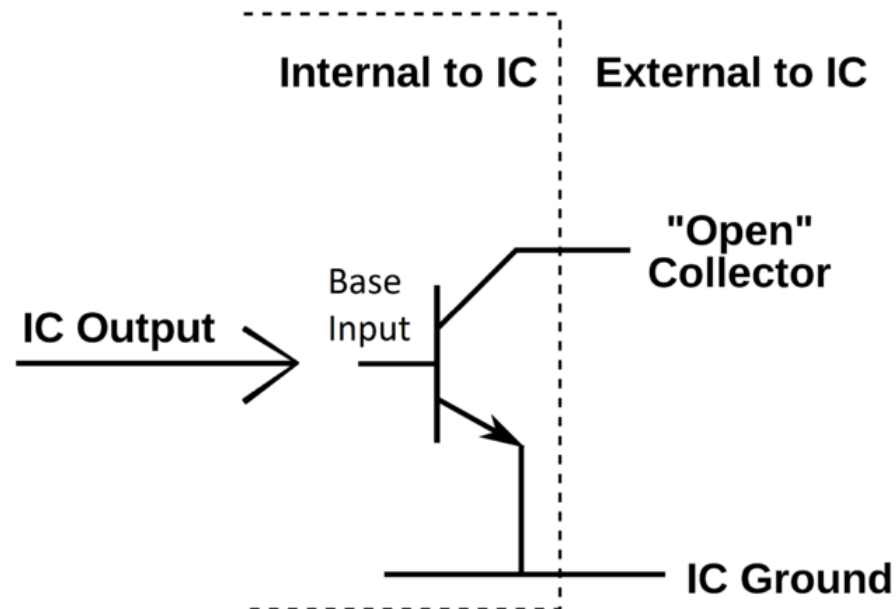 Internal to IC
External to IC
"Open"
Collector
Base
Input
IC Output
IC Ground